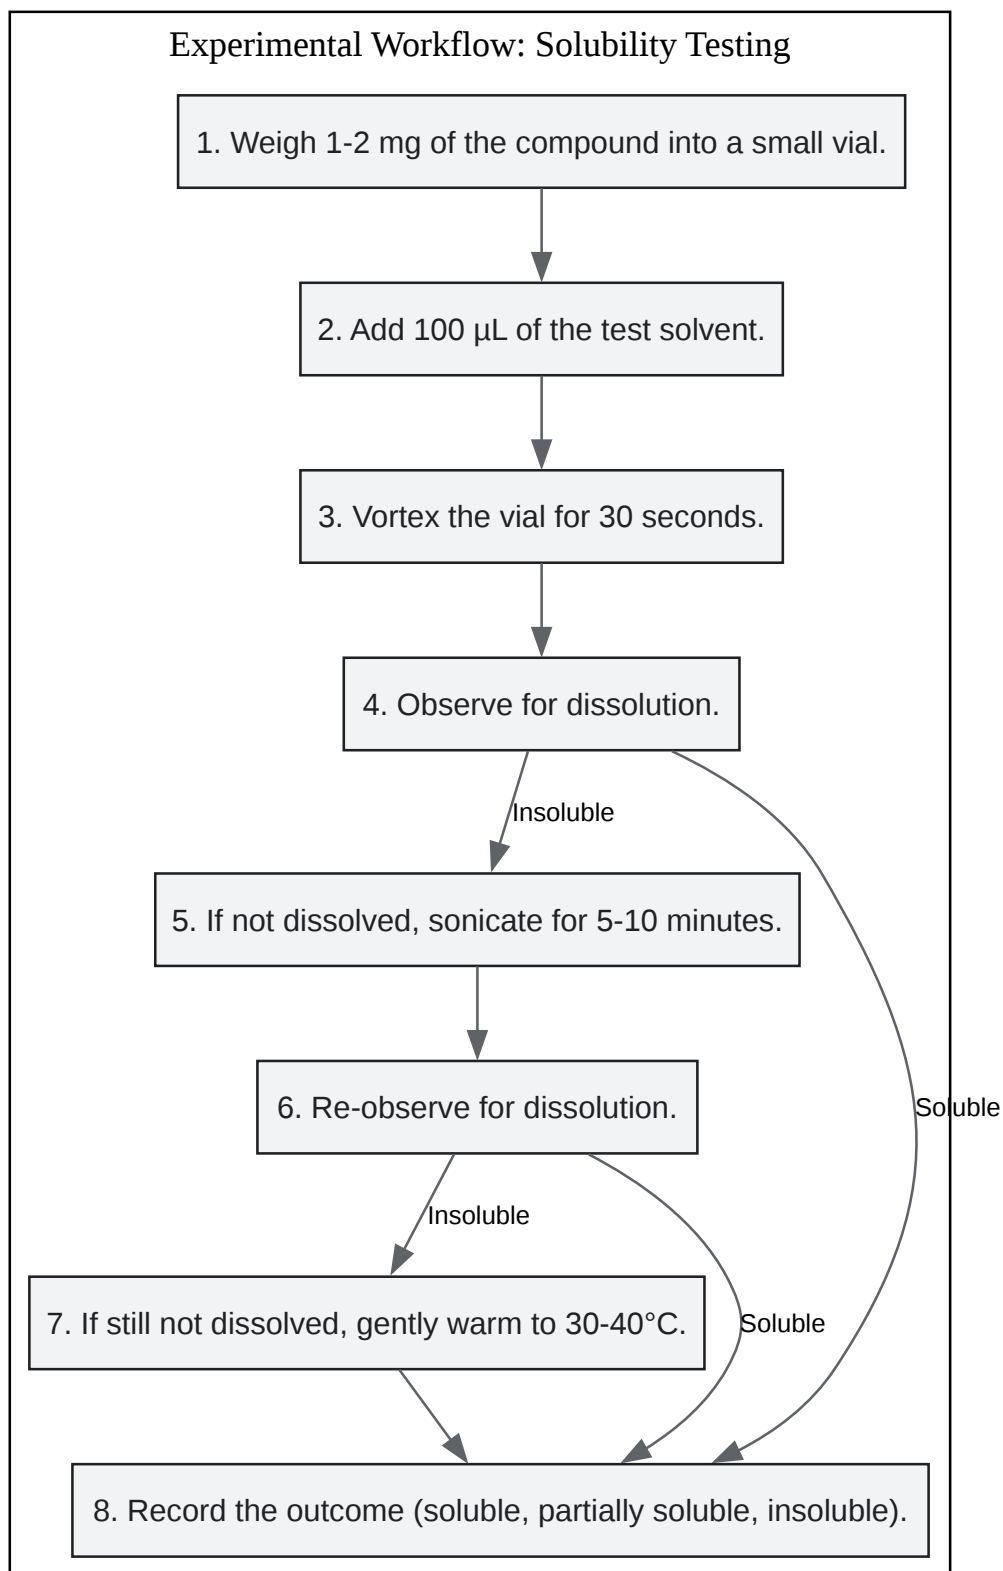 Experimental Workflow: Solubility Testing
1. Weigh 1-2 mg of the compound into a small vial.
2. Add 100 µL of the test solvent.
3. Vortex the vial for 30 seconds.
4. Observe for dissolution.
Insoluble
5. If not dissolved, sonicate for 5-10 minutes.
6. Re-observe for dissolution.
Soluble
Insoluble
7. If still not dissolved, gently warm to 30-40°C.
Soluble
8. Record the outcome (soluble, partially soluble, insoluble).